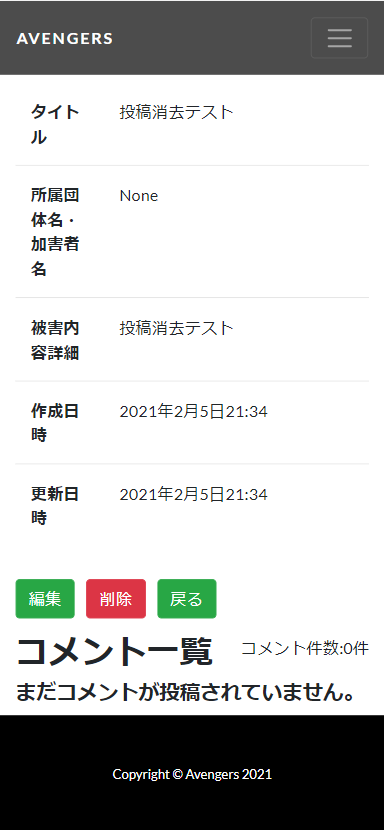 AVENGERS
タイト 投稿消去テスト
ル
所属団 None
体名・
加害者
名
被害内 投稿消去テスト
容詳細
作成日 2021年2月5日21:34
時
更新日 2021年2月5日21:34
時
編集 削除 戻る
コメント一覧 コメント件数:0件
まだコメントが投稿されていません。
Copyright © Avengers 2021